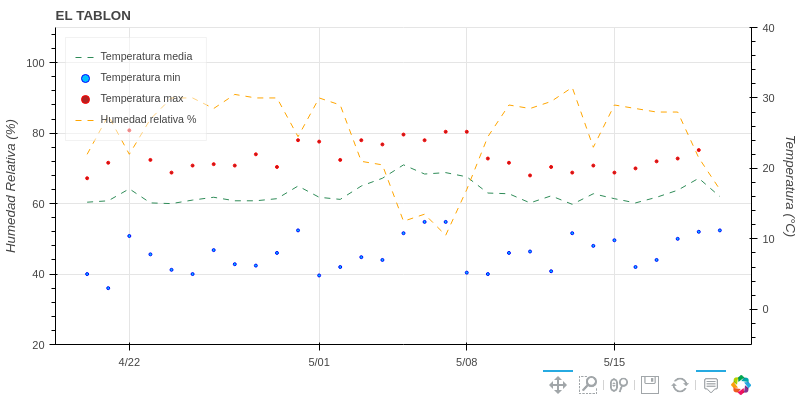 EL TABLON
Temperatura media
Temperatura min
Temperatura max
Humedad relativa %
Humedad Relativa (%)
100
80
60
40
20
40
30
20
10
0
Temperatura (°C)
4/22
5/01
5/08
5/15